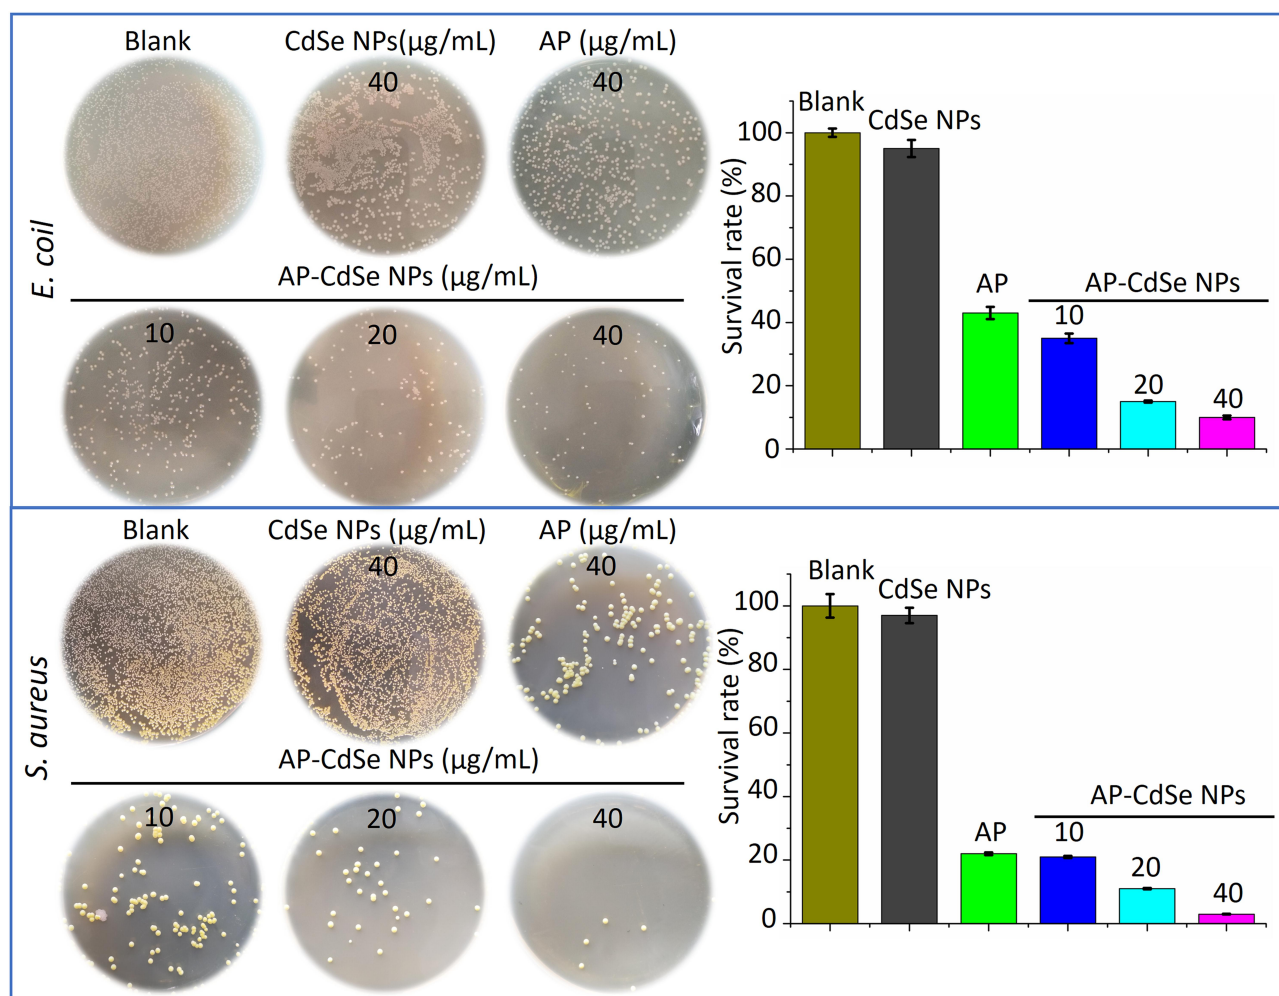 Blank
CdSe NPs(μg/mL)
AP (μg/mL)
40
40
E. coil
AP-CdSe NPs (μg/mL)
10
20
40
Survival rate (%)
100
80
60
40
20
0
Blank
CdSe NPs
AP
AP-CdSe NPs
10
20
40
Blank
CdSe NPs (μg/mL)
AP (μg/mL)
40
40
S. aureus
AP-CdSe NPs (μg/mL)
10
20
40
Survival rate (%)
100
80
60
40
20
0
Blank
CdSe NPs
AP
AP-CdSe NPs
10
20
40